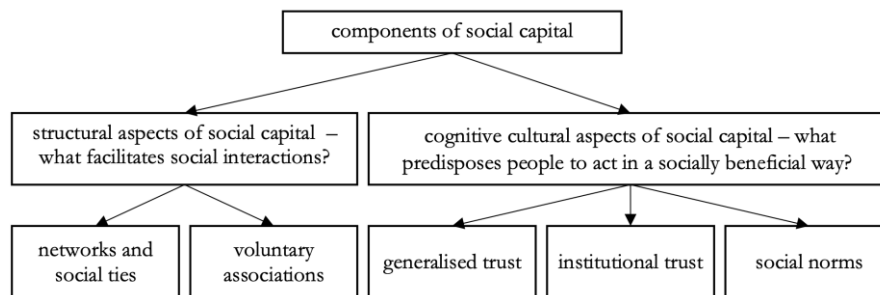 components of social capital
structural aspects of social capital –
what facilitates social interactions?
cognitive cultural aspects of social capital – what
predisposes people to act in a socially beneficial way?
networks and
social ties
voluntary
associations
generalised trust
institutional trust
social norms